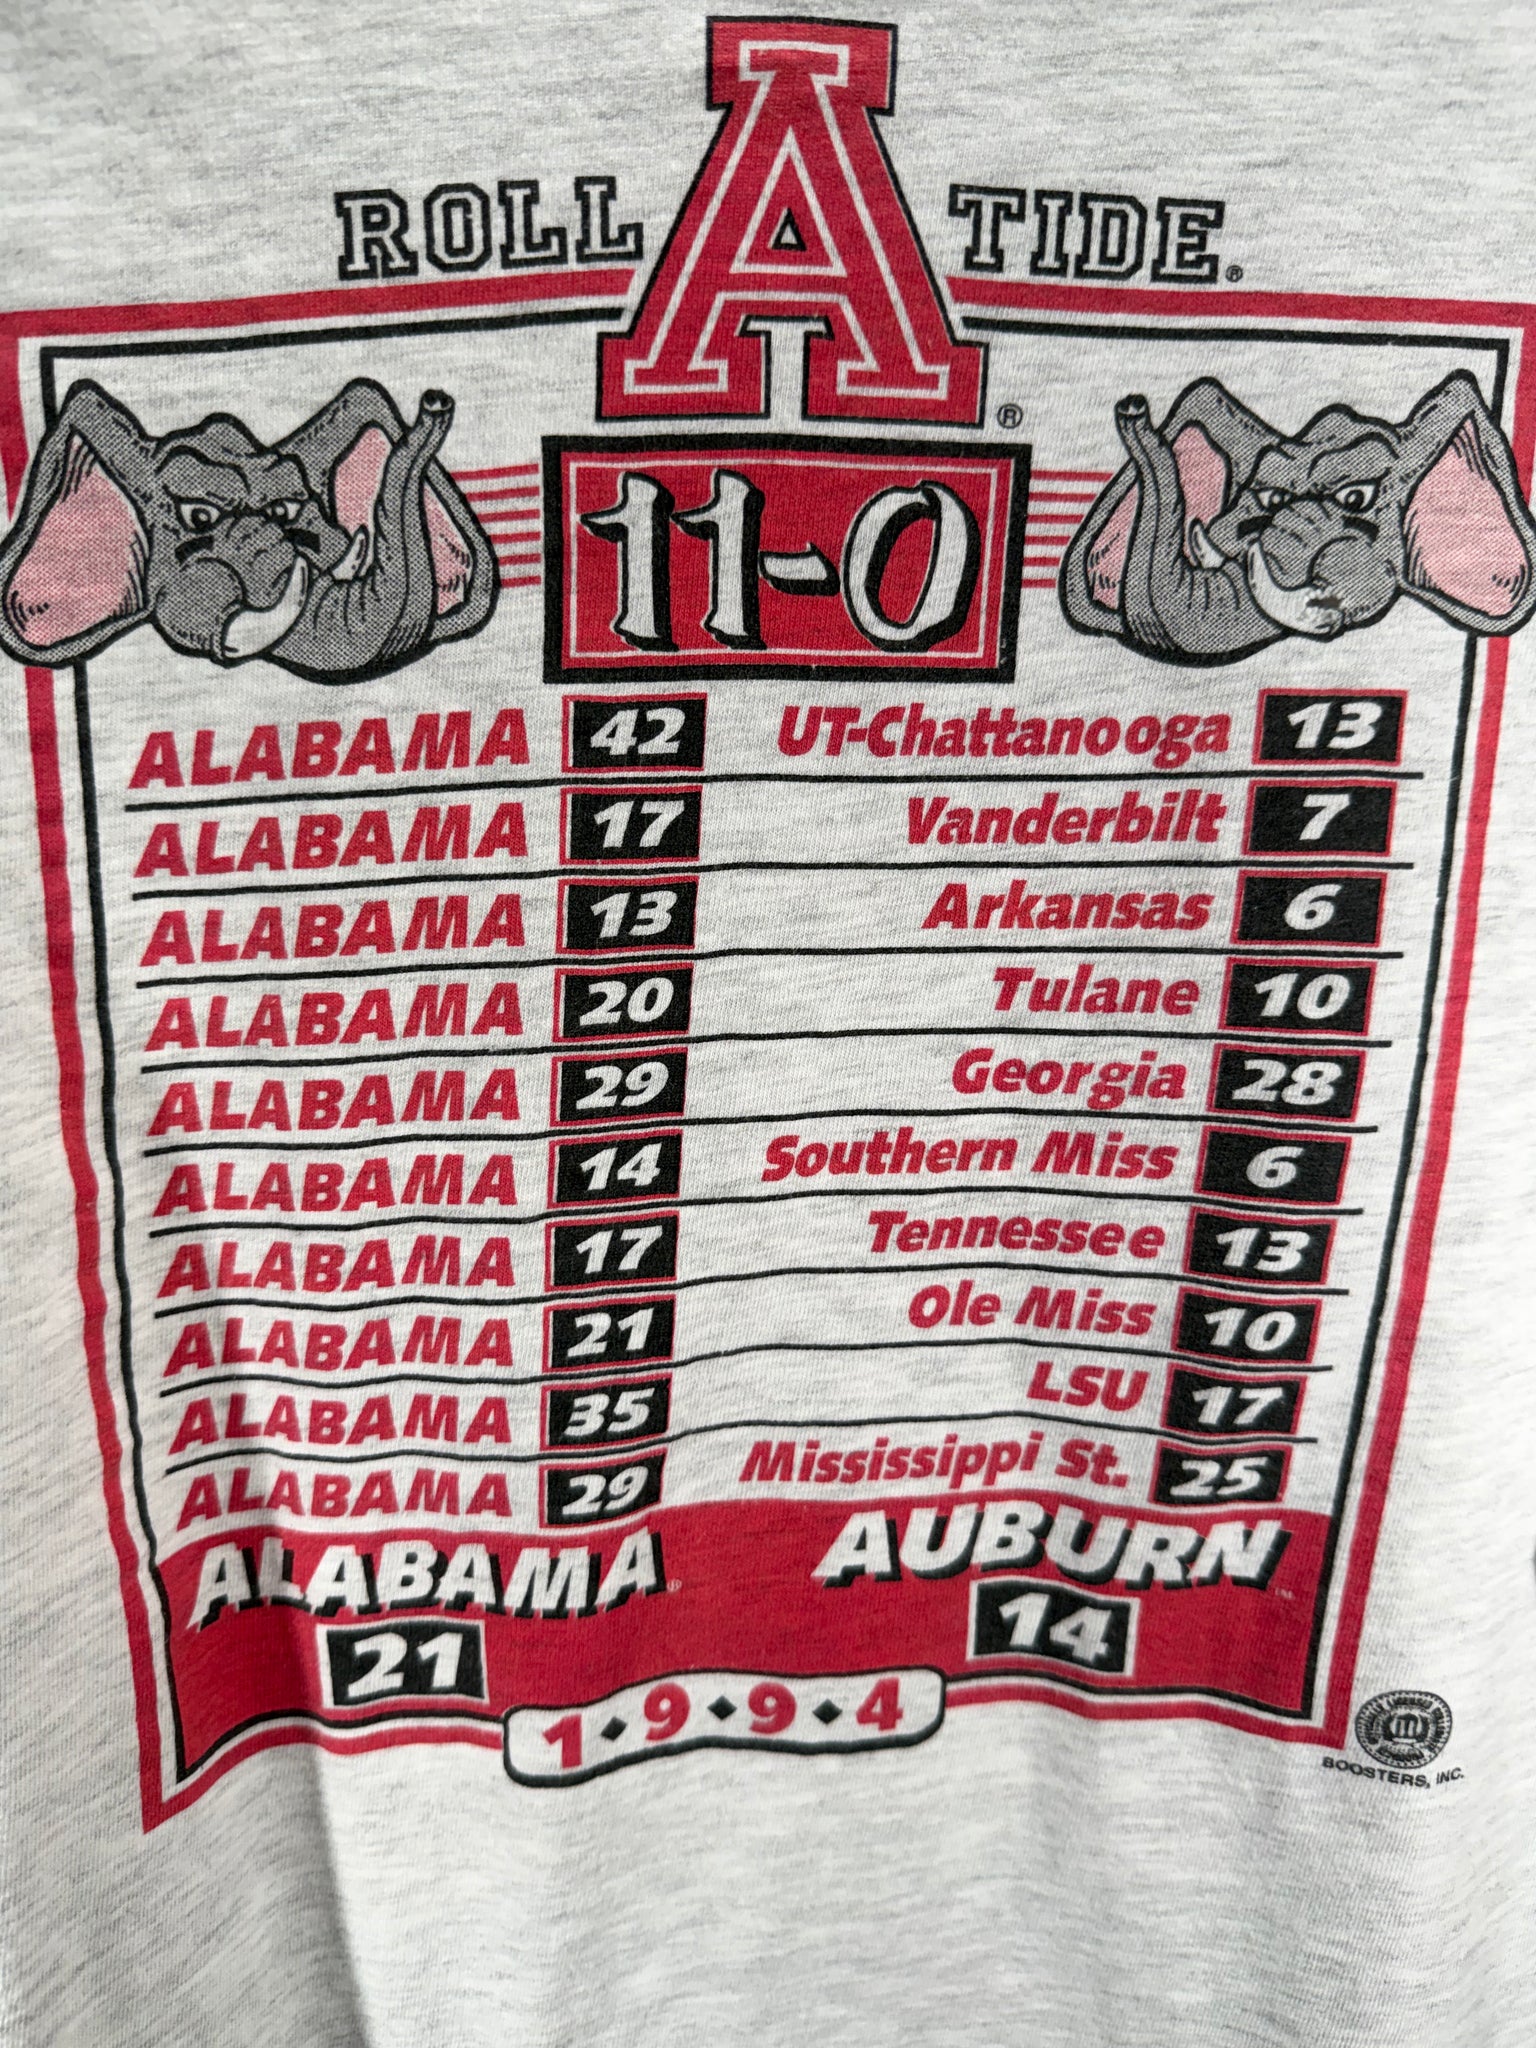 A
ROLL TIDE®
®
11-0
ALABAMA 42 UT-Chattanooga 13
ALABAMA 17 Vanderbilt 7
ALABAMA 13 Arkansas 6
ALABAMA 20 Tulane 10
ALABAMA 29 Georgia 28
ALABAMA 14 Southern Miss 6
ALABAMA 17 Tennessee 13
ALABAMA 21 Ole Miss 10
ALABAMA 35 LSU 17
ALABAMA 29 Mississippi St. 25
ALABAMA® AUBURN
21 14
1◆9◆9◆4
BOOSTERS, INC.